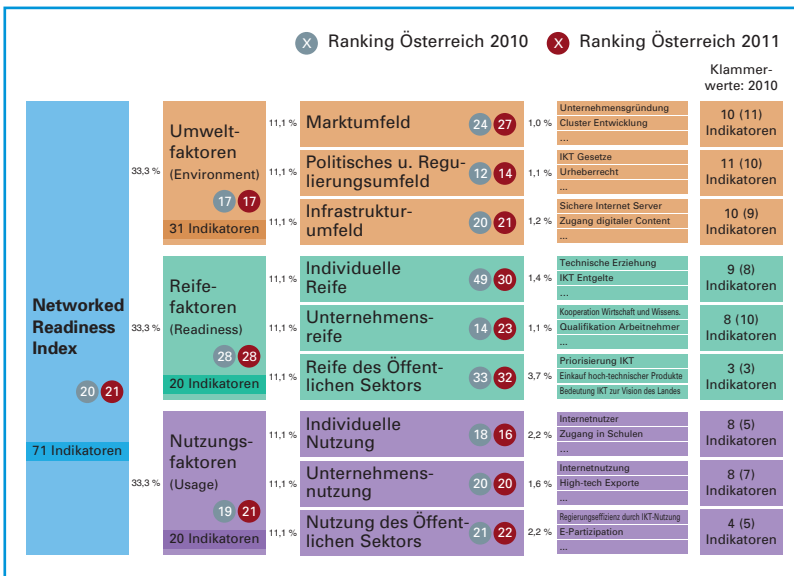 X Ranking Österreich 2010
X Ranking Österreich 2011
Klammer-
werte: 2010
Networked
Readiness
Index
20 21
71 Indikatoren
33,3 %
Umwelt-
faktoren
(Environment)
17 17
31 Indikatoren
11,1 %
Marktumfeld
24 27
1,0 %
Unternehmensgründung
Cluster Entwicklung
...
10 (11)
Indikatoren
11,1 %
Politisches u. Regu-
lierungsumfeld
12 14
1,1 %
IKT Gesetze
Urheberrecht
...
11 (10)
Indikatoren
11,1 %
Infrastruktur-
umfeld
20 21
1,2 %
Sichere Internet Server
Zugang digitaler Content
...
10 (9)
Indikatoren
33,3 %
Reife-
faktoren
(Readiness)
28 28
20 Indikatoren
11,1 %
Individuelle
Reife
49 30
1,4 %
Technische Erziehung
IKT Entgelte
...
9 (8)
Indikatoren
11,1 %
Unternehmens-
reife
14 23
1,1 %
Kooperation Wirtschaft und Wissens.
Qualifikation Arbeitnehmer
...
8 (10)
Indikatoren
11,1 %
Reife des Öffent-
lichen Sektors
33 32
3,7 %
Priorisierung IKT
Einkauf hoch-technischer Produkte
Bedeutung IKT zur Vision des Landes
3 (3)
Indikatoren
33,3 %
Nutzungs-
faktoren
(Usage)
19 21
20 Indikatoren
11,1 %
Individuelle
Nutzung
18 16
2,2 %
Internetnutzer
Zugang in Schulen
...
8 (5)
Indikatoren
11,1 %
Unternehmens-
nutzung
20 20
1,6 %
Internetnutzung
High-tech Exporte
...
8 (7)
Indikatoren
11,1 %
Nutzung des Öffent-
lichen Sektors
21 22
2,2 %
Regierungseffizienz durch IKT-Nutzung
E-Partizipation
...
4 (5)
Indikatoren